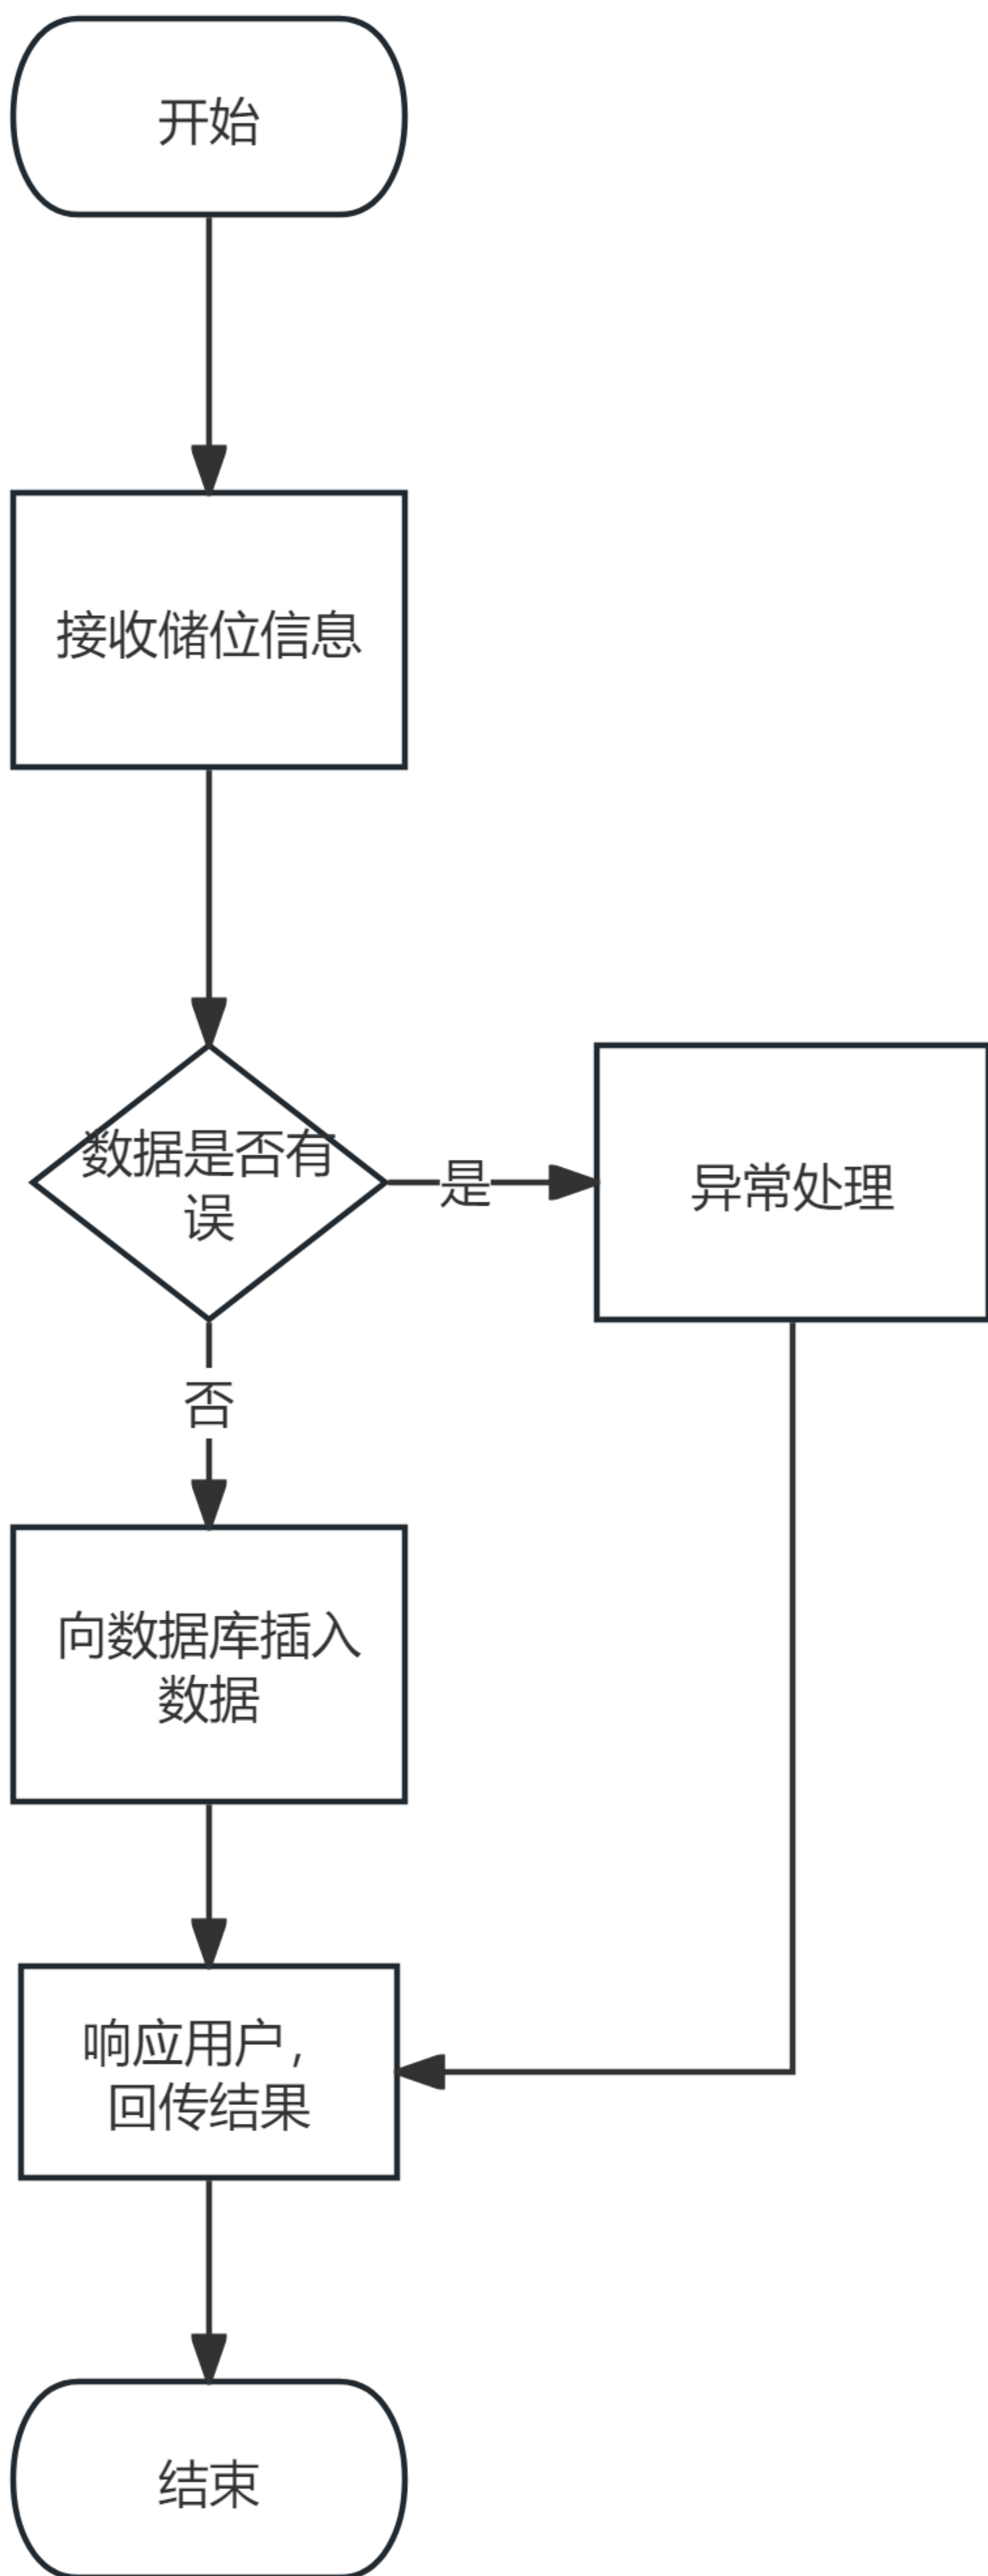 开始
接收储位信息
数据是否有
误
是
异常处理
否
向数据库插入
数据
响应用户，
回传结果
结束